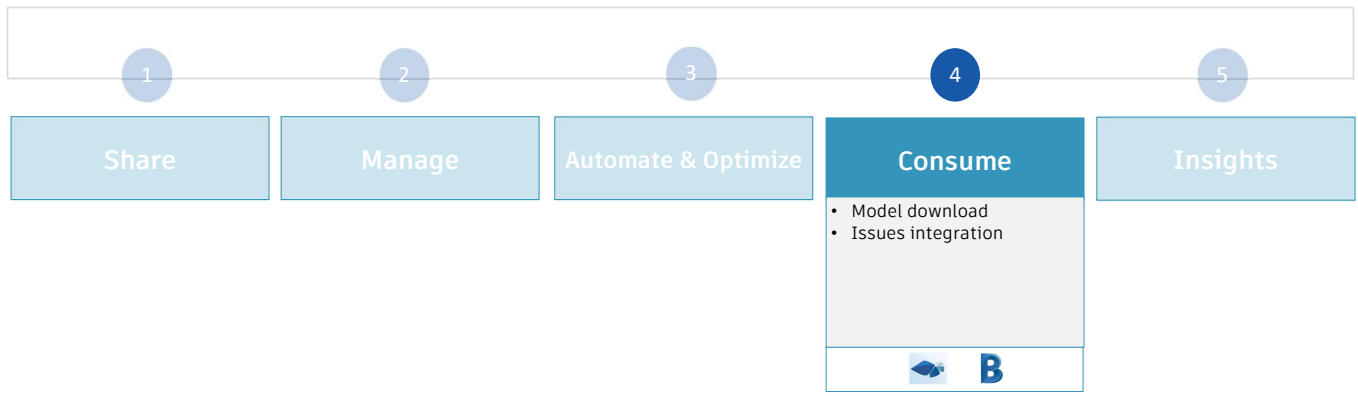 1 2 3 4 5
Share Manage Automate & Optimize Consume Insights
• Model download
• Issues integration
B